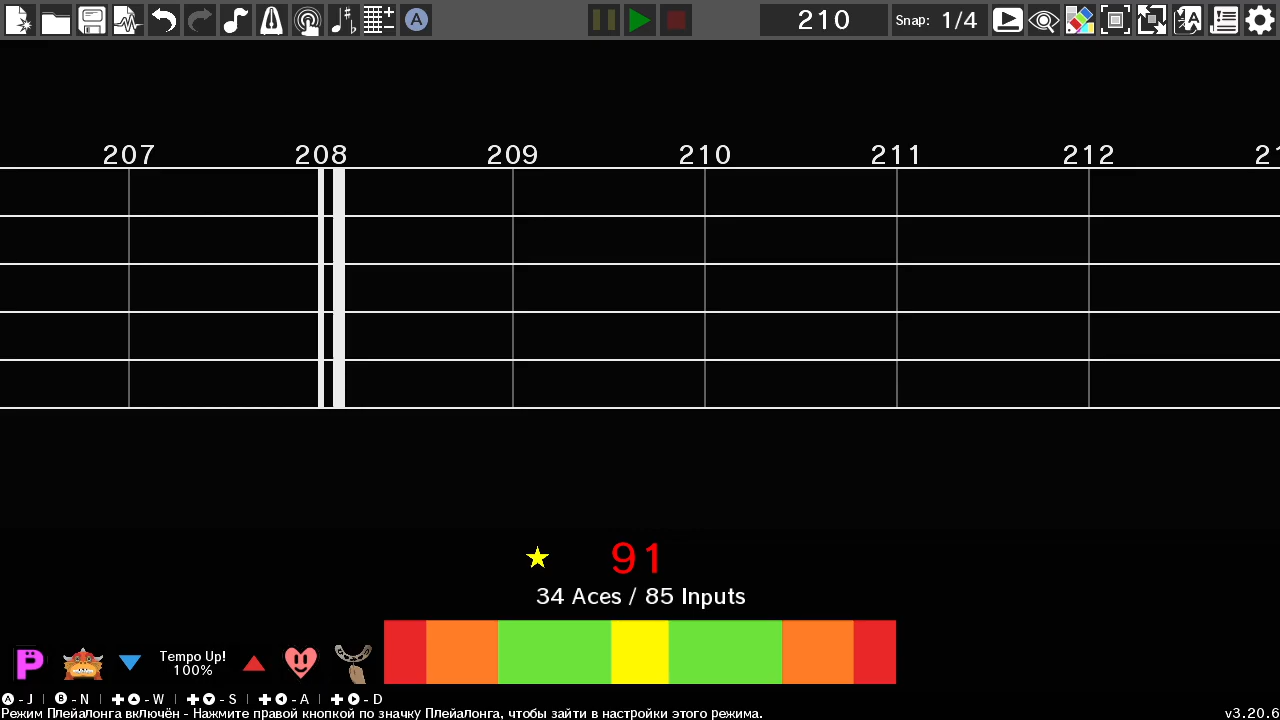 210
Snap: 1/4
A
207 208 209 210 211 212
91
34 Aces / 85 Inputs
P
Tempo Up!
100%
A - J | B - N | - W | - S | - A | - D
Режим Плейалонга включён - Нажмите правой кнопкой по значку Плейалонга, чтобы зайти в настройки этого режима.
v3.20.6